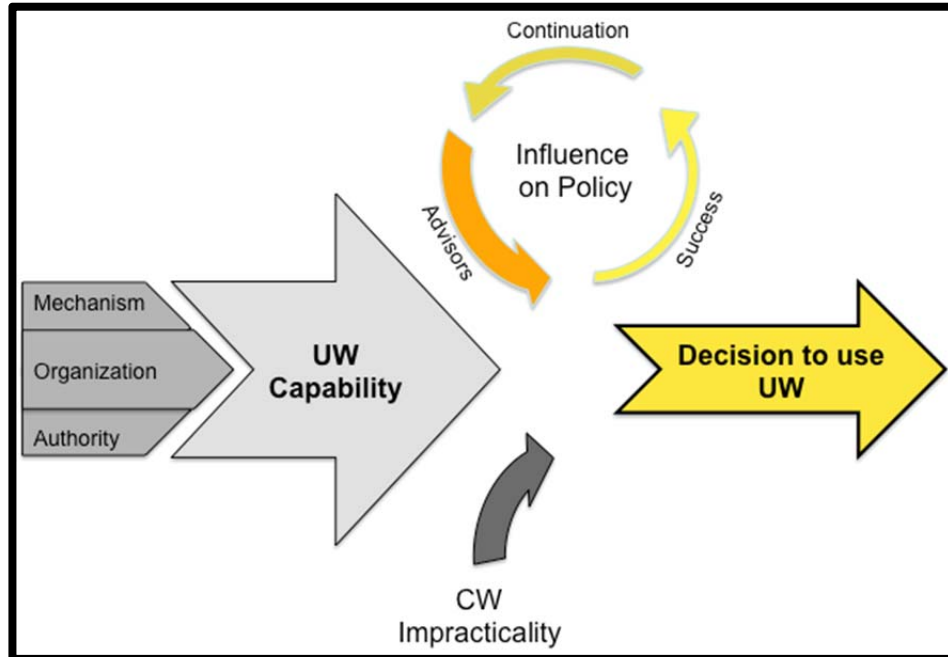 Continuation
Influence
on Policy
Advisors
Success
Mechanism
Organization
Authority
UW
Capability
Decision to use
UW
CW
Impracticality